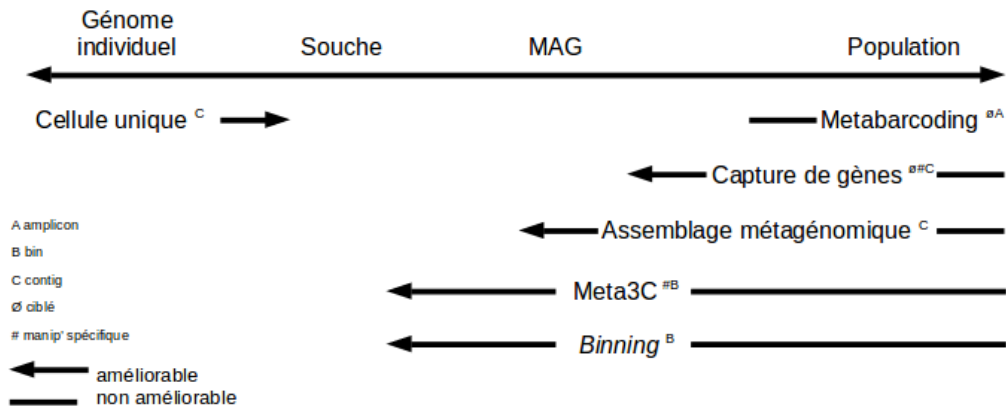 Génome
individuel
Souche
MAG
Population
Cellule unique C
Metabarcoding øA
Capture de gènes ø#C
Assemblage métagénomique C
Meta3C #B
Binning B
A amplicon
B bin
C contig
Ø ciblé
# manip' spécifique
améliorable
non améliorable